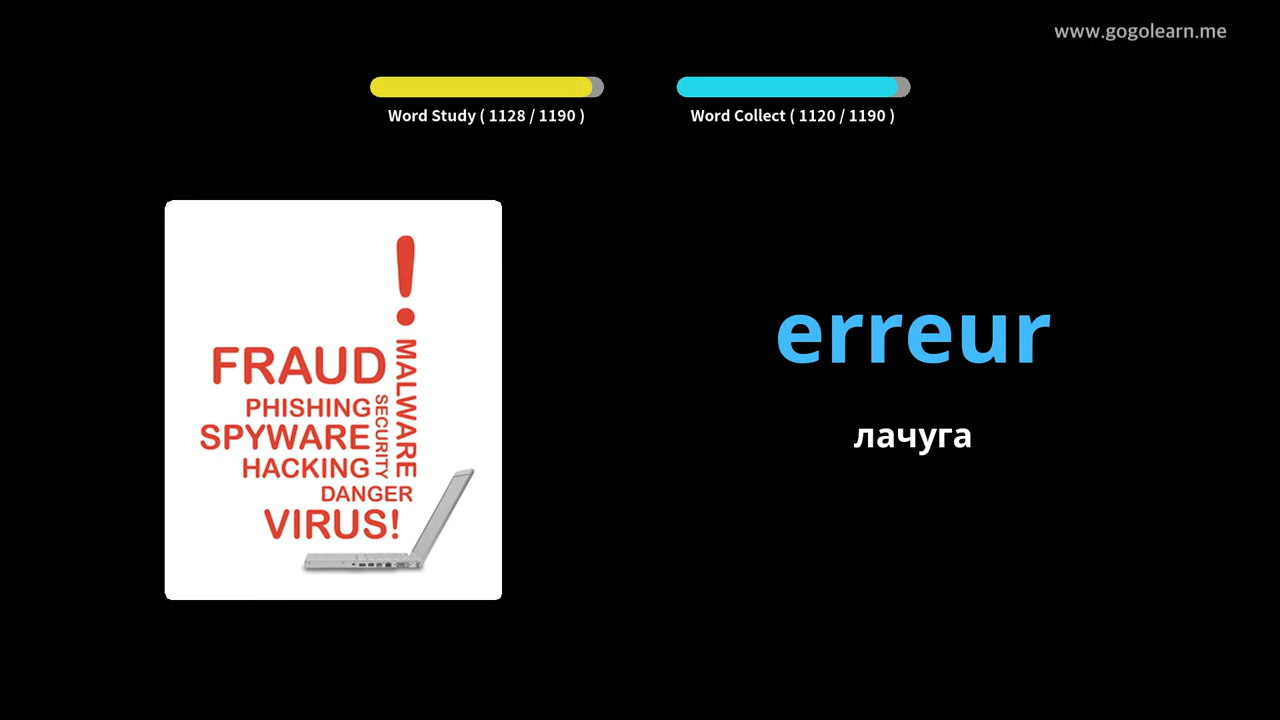 www.gogolearn.me
Word Study ( 1128 / 1190 )
Word Collect ( 1120 / 1190 )
!
FRAUD
MALWARE
PHISHING
SECURITY
SPYWARE
HACKING
DANGER
VIRUS!
erreur
лачуга